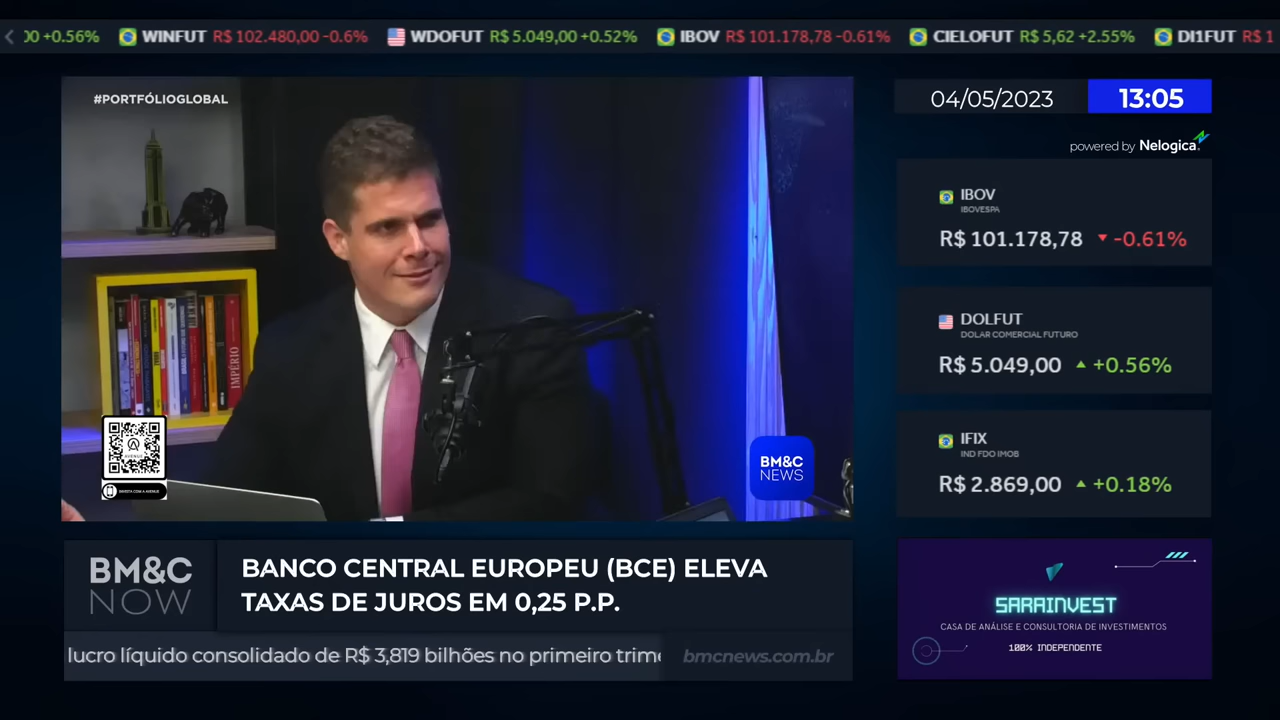 00 +0.56% WINFUT R$ 102.480,00 -0.6% WDOFUT R$ 5.049,00 +0.52% IBOV R$ 101.178,78 -0.61% CIELOFUT R$ 5,62 +2.55% DI1FUT R$ 1
#PORTFÓLIOGLOBAL
04/05/2023 13:05
powered by Nelogica
IBOV
IBOVESPA
R$ 101.178,78 -0.61%
DOLFUT
DOLAR COMERCIAL FUTURO
R$ 5.049,00 +0.56%
IFIX
IND FDO IMOB
R$ 2.869,00 +0.18%
IMPÉRIO
AVENUE
INVISTA COM A AVENUE
BM&C
NEWS
BM&C
NOW
BANCO CENTRAL EUROPEU (BCE) ELEVA
TAXAS DE JUROS EM 0,25 P.P.
lucro líquido consolidado de R$ 3,819 bilhões no primeiro trime
bmcnews.com.br
SARAINVEST
CASA DE ANÁLISE E CONSULTORIA DE INVESTIMENTOS
100% INDEPENDENTE